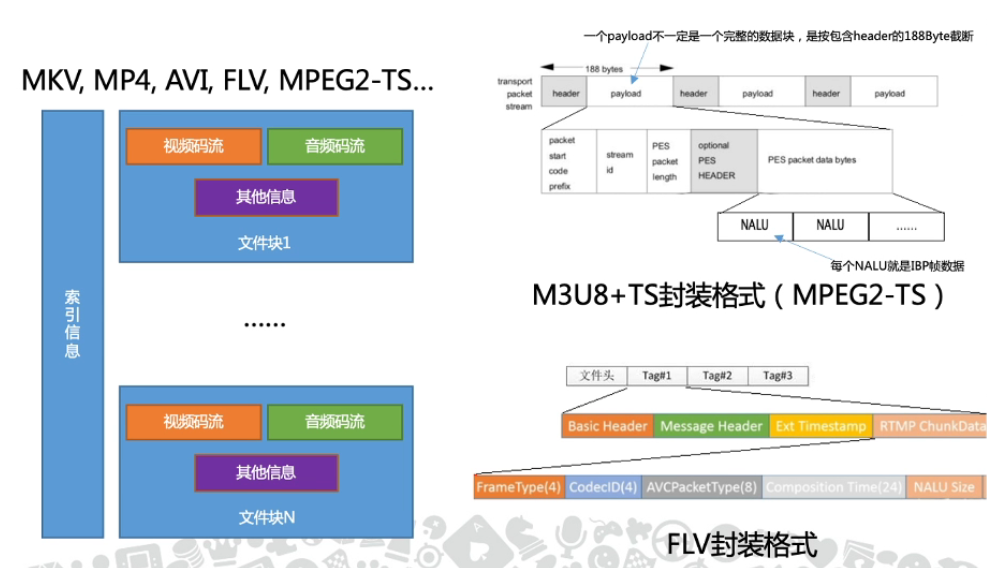 MKV, MP4, AVI, FLV, MPEG2-TS...
索引信息
视频码流
音频码流
其他信息
文件块1
......
视频码流
音频码流
其他信息
文件块N
一个payload不一定是一个完整的数据块，是按包含header的188Byte截断
188 bytes
transport
packet
stream
header
payload
header
payload
header
payload
packet
start
code
prefix
stream
id
PES
packet
length
optional
PES
HEADER
PES packet data bytes
NALU
NALU
......
每个NALU就是IBP帧数据
M3U8+TS封装格式（MPEG2-TS）
文件头
Tag#1
Tag#2
Tag#3
Basic Header
Message Header
Ext Timestamp
RTMP ChunkData
FrameType(4)
CodecID(4)
AVCPacketType(8)
Composition Time(24)
NALU Size
FLV封装格式